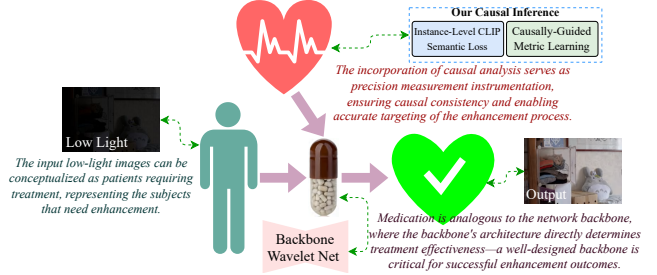 Our Causal Inference
Instance-Level CLIP
Semantic Loss
Causally-Guided
Metric Learning
The incorporation of causal analysis serves as
precision measurement instrumentation,
ensuring causal consistency and enabling
accurate targeting of the enhancement process.
Low Light
The input low-light images can be
conceptualized as patients requiring
treatment, representing the subjects
that need enhancement.
Output
Backbone
Wavelet Net
Medication is analogous to the network backbone,
where the backbone's architecture directly determines
treatment effectiveness—a well-designed backbone is
critical for successful enhancement outcomes.